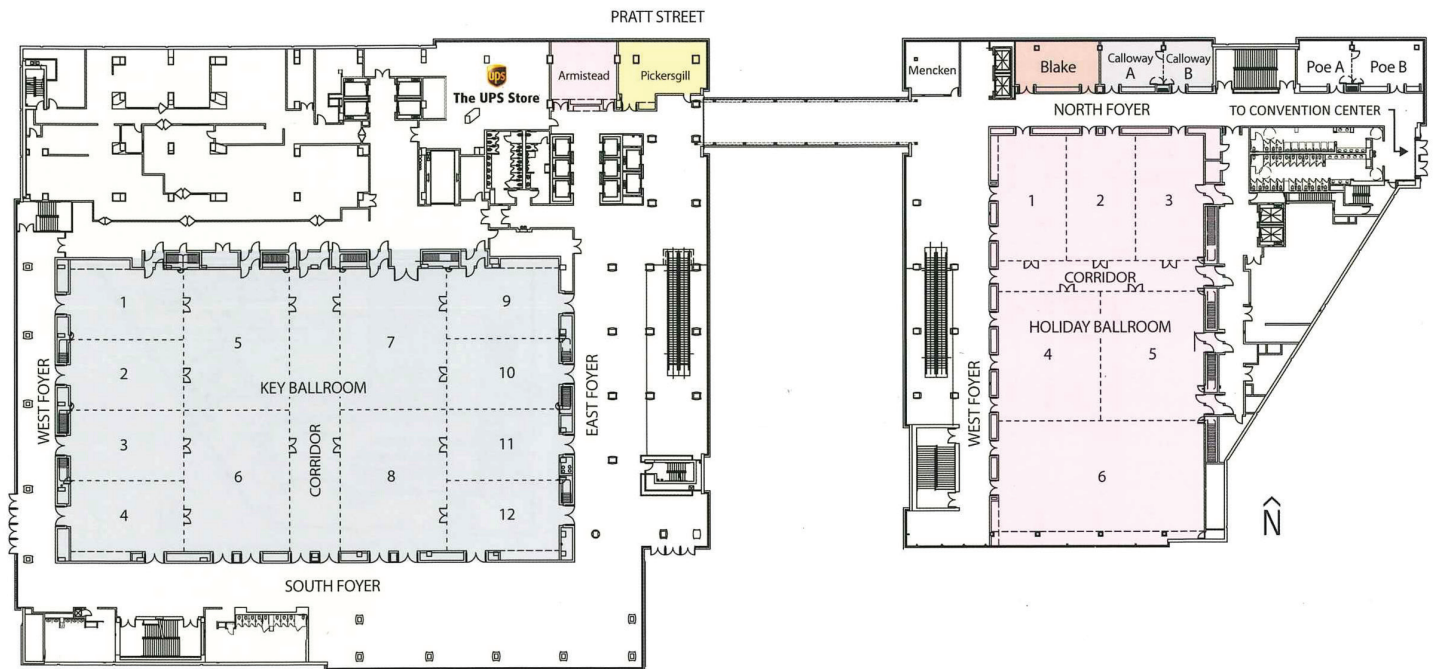 PRATT STREET
ups
The UPS Store
Armistead
Pickersgill
Mencken
Blake
Calloway
A
Calloway
B
Poe A
Poe B
NORTH FOYER
TO CONVENTION CENTER
1
2
3
CORRIDOR
HOLIDAY BALLROOM
4
5
6
WEST FOYER
N
1
2
3
4
5
6
7
8
9
10
11
12
KEY BALLROOM
CORRIDOR
WEST FOYER
EAST FOYER
SOUTH FOYER